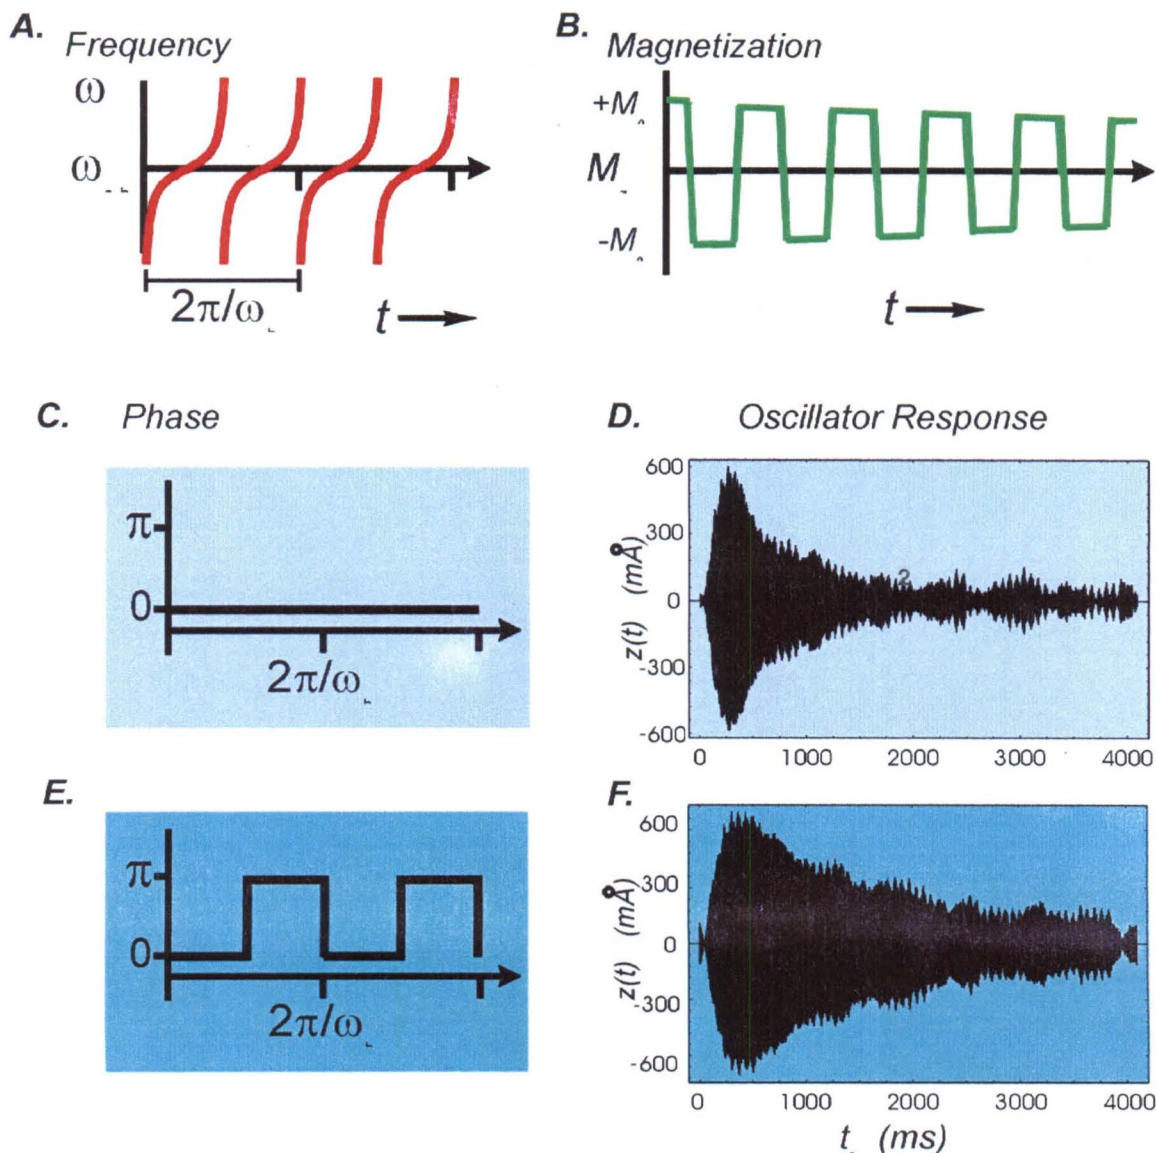 A. Frequency
ω
ω
2π/ω
t
B. Magnetization
+M
M
-M
t
C. Phase
π
0
2π/ω
D. Oscillator Response
600
300
0
-300
-600
z(t) (mÅ)
2
0 1000 2000 3000 4000
E.
π
0
2π/ω
F.
600
300
0
-300
-600
z(t) (mÅ)
0 1000 2000 3000 4000
t (ms)